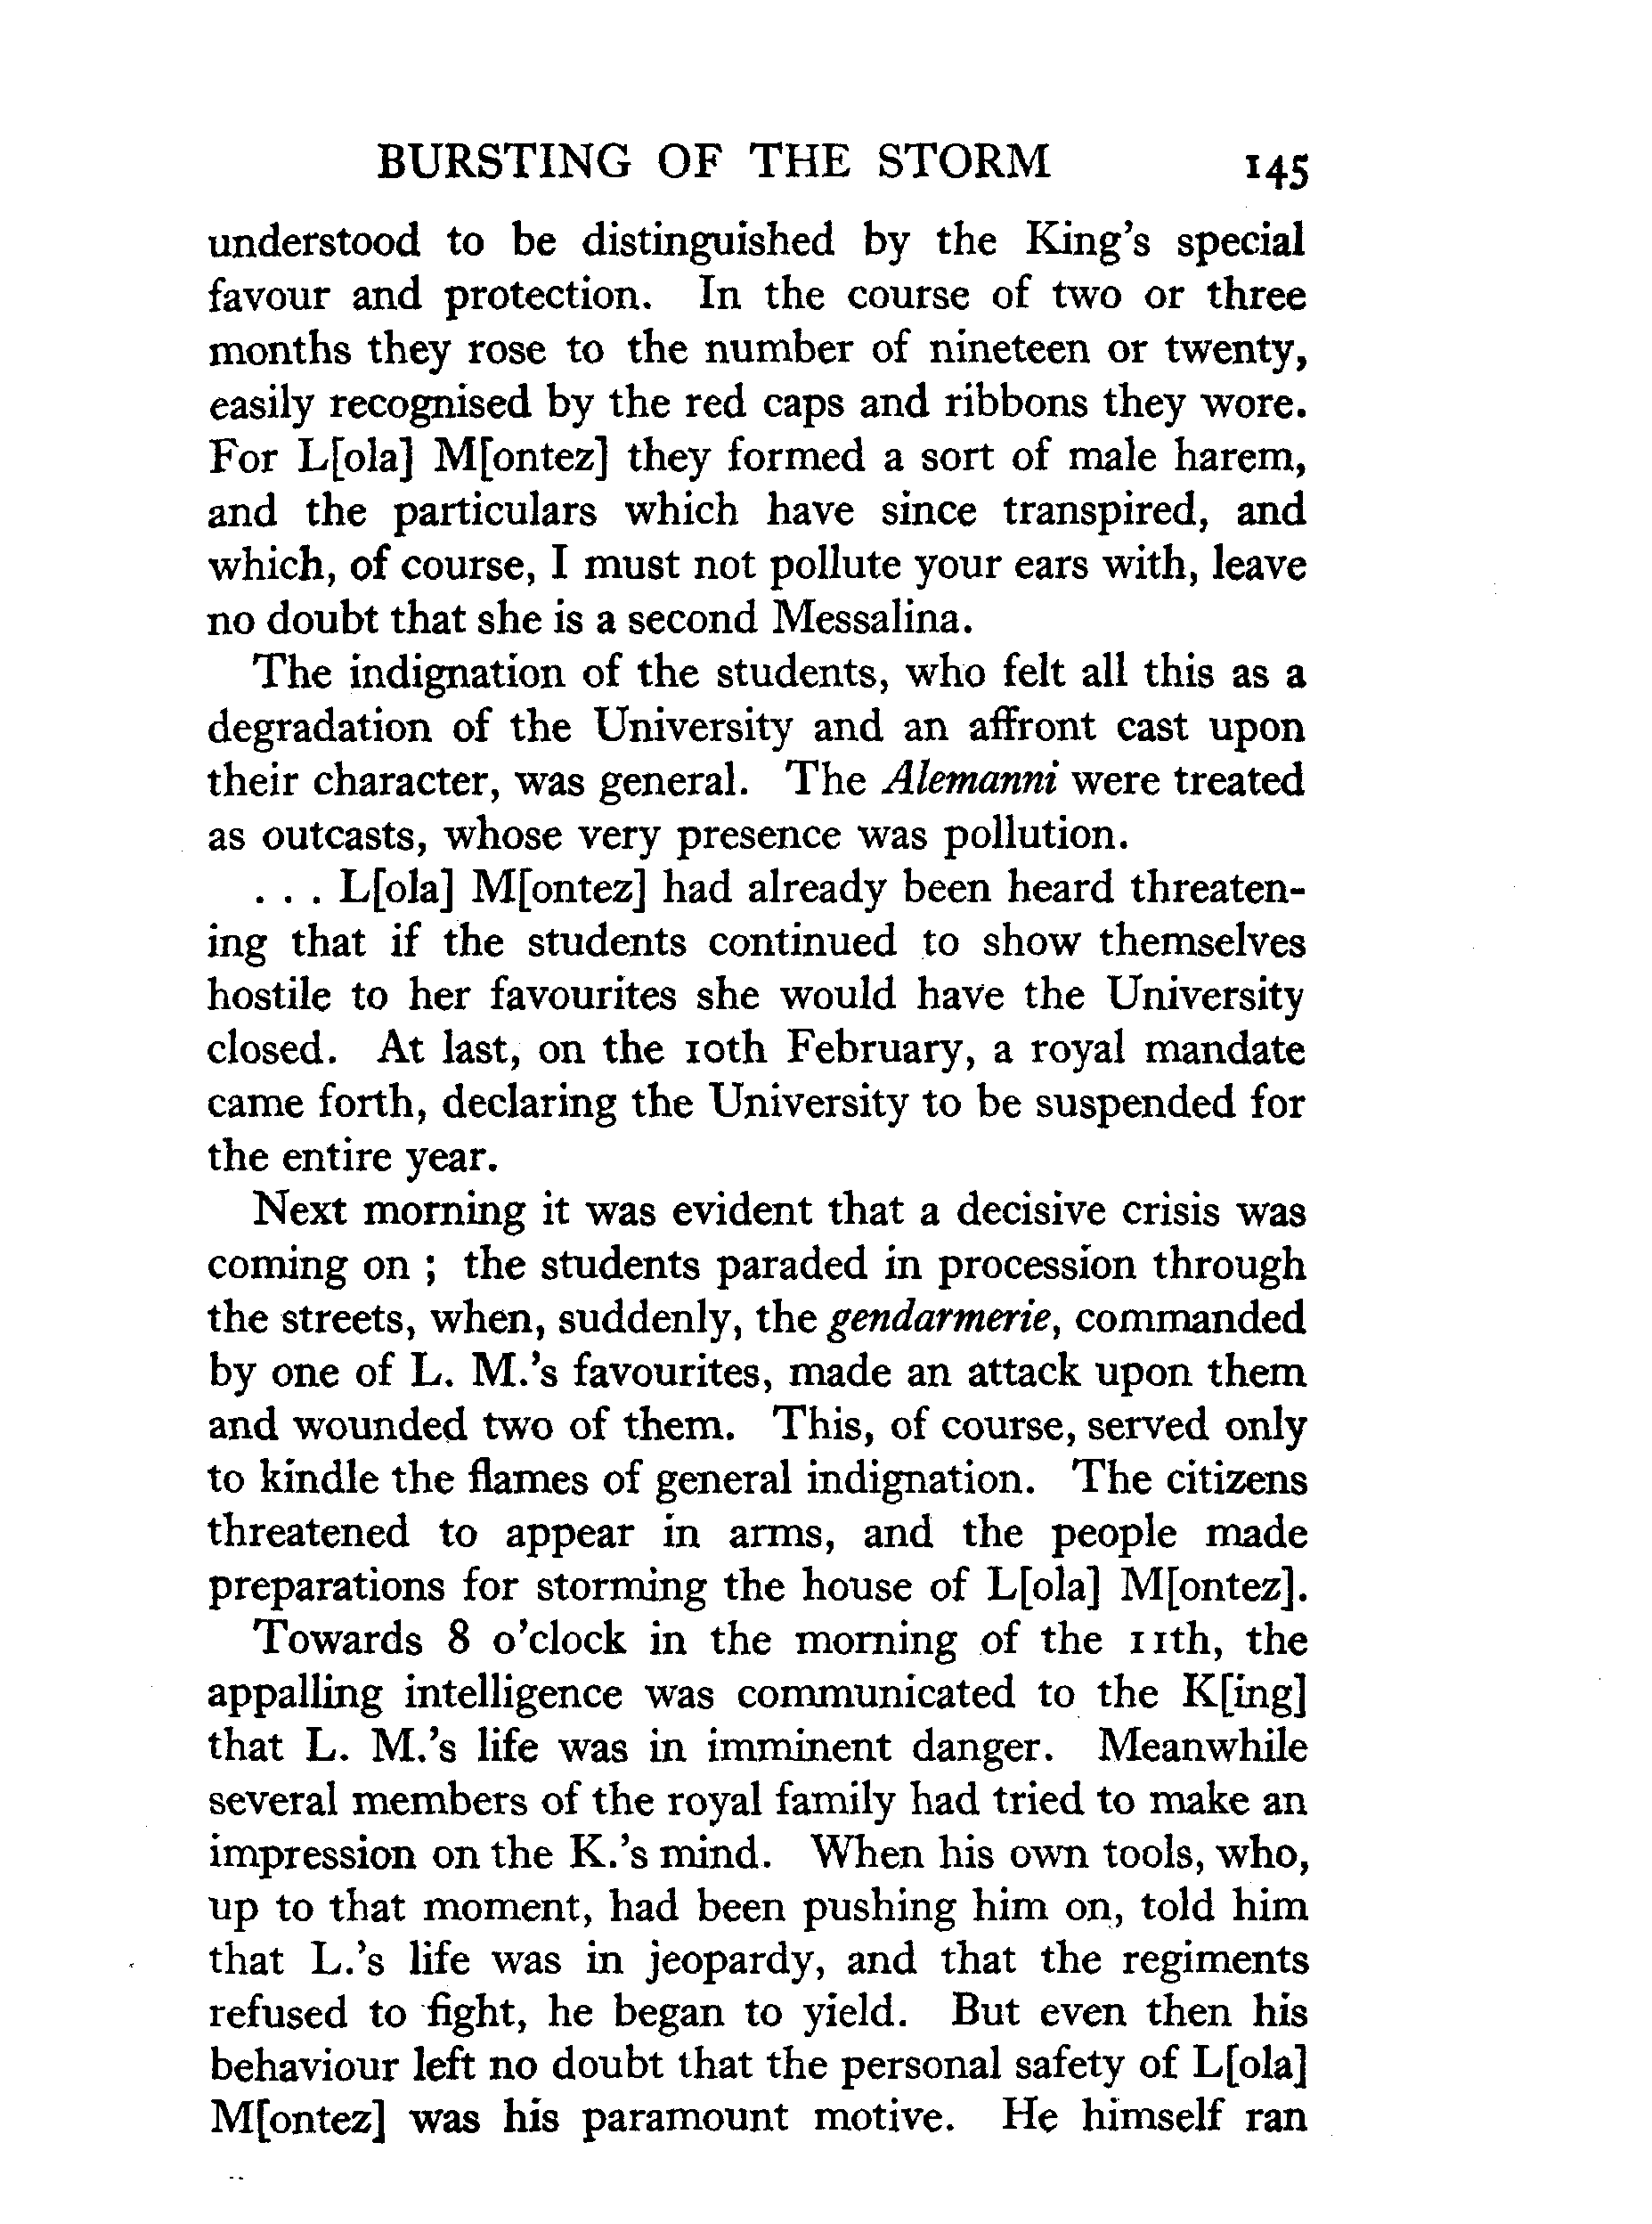 BURSTING OF THE STORM 145
understood to be distinguished by the King's special
favour and protection. In the course of two or three
months they rose to the number of nineteen or twenty,
easily recognised by the red caps and ribbons they wore.
For L[ola] M[ontez] they formed a sort of male harem,
and the particulars which have since transpired, and
which, of course, I must not pollute your ears with, leave
no doubt that she is a second Messalina.
The indignation of the students, who felt all this as a
degradation of the University and an affront cast upon
their character, was general. The Alemanni were treated
as outcasts, whose very presence was pollution.
. . . L[ola] M[ontez] had already been heard threaten-
ing that if the students continued to show themselves
hostile to her favourites she would have the University
closed. At last, on the 10th February, a royal mandate
came forth, declaring the University to be suspended for
the entire year.
Next morning it was evident that a decisive crisis was
coming on ; the students paraded in procession through
the streets, when, suddenly, the gendarmerie, commanded
by one of L. M.'s favourites, made an attack upon them
and wounded two of them. This, of course, served only
to kindle the flames of general indignation. The citizens
threatened to appear in arms, and the people made
preparations for storming the house of L[ola] M[ontez].
Towards 8 o'clock in the morning of the 11th, the
appalling intelligence was communicated to the K[ing]
that L. M.'s life was in imminent danger. Meanwhile
several members of the royal family had tried to make an
impression on the K.'s mind. When his own tools, who,
up to that moment, had been pushing him on, told him
that L.'s life was in jeopardy, and that the regiments
refused to fight, he began to yield. But even then his
behaviour left no doubt that the personal safety of L[ola]
M[ontez] was his paramount motive. He himself ran